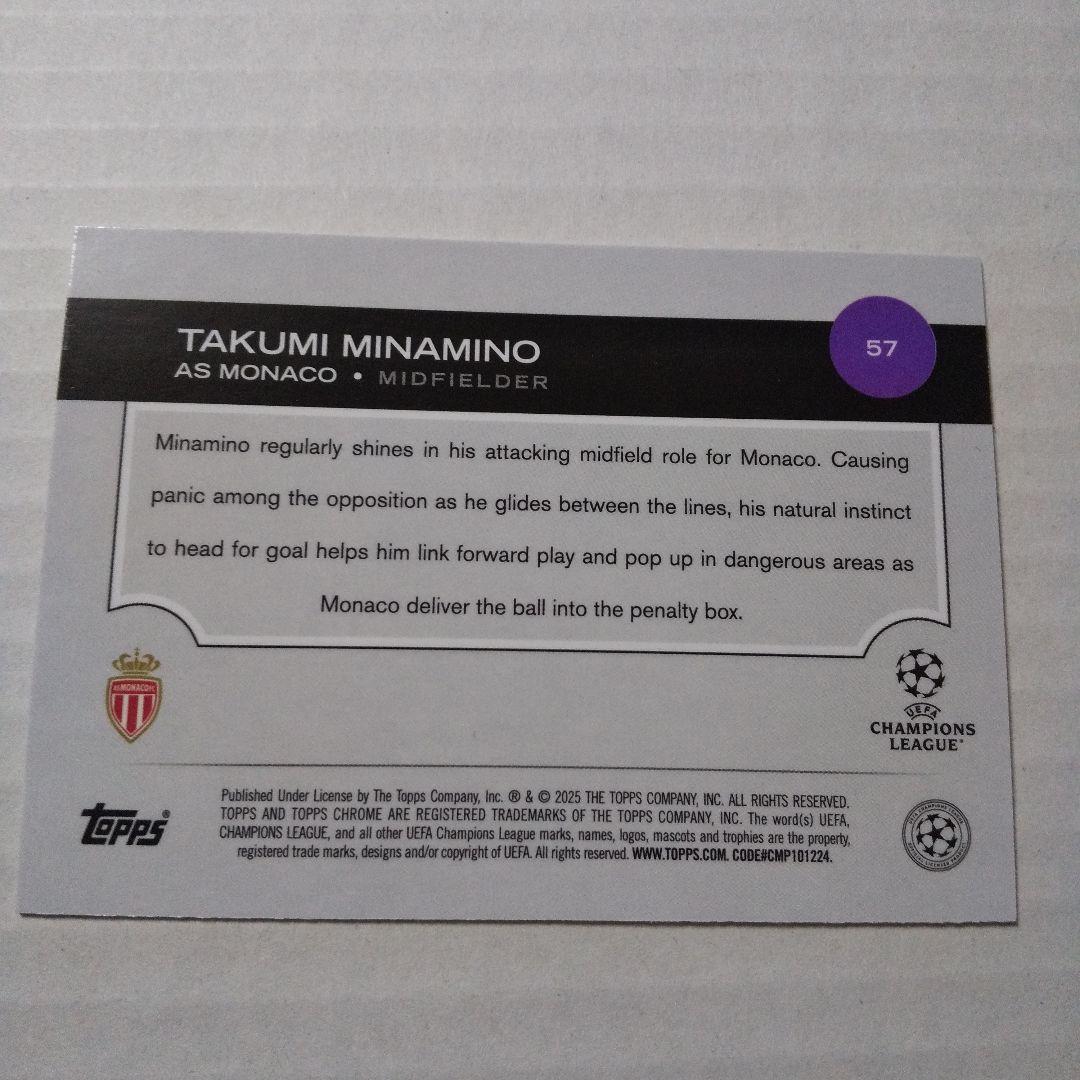 TAKUMI MINAMINO
AS MONACO • MIDFIELDER
57
Minamino regularly shines in his attacking midfield role for Monaco. Causing
panic among the opposition as he glides between the lines, his natural instinct
to head for goal helps him link forward play and pop up in dangerous areas as
Monaco deliver the ball into the penalty box.
AS MONACO FC
UEFA
CHAMPIONS
LEAGUE®
topps®
Published Under License by The Topps Company, Inc. ® & © 2025 THE TOPPS COMPANY, INC. ALL RIGHTS RESERVED.
TOPPS AND TOPPS CHROME ARE REGISTERED TRADEMARKS OF THE TOPPS COMPANY, INC. The word(s) UEFA,
CHAMPIONS LEAGUE, and all other UEFA Champions League marks, names, logos, mascots and trophies are the property,
registered trade marks, designs and/or copyright of UEFA. All rights reserved. WWW.TOPPS.COM. CODE#CMP101224.